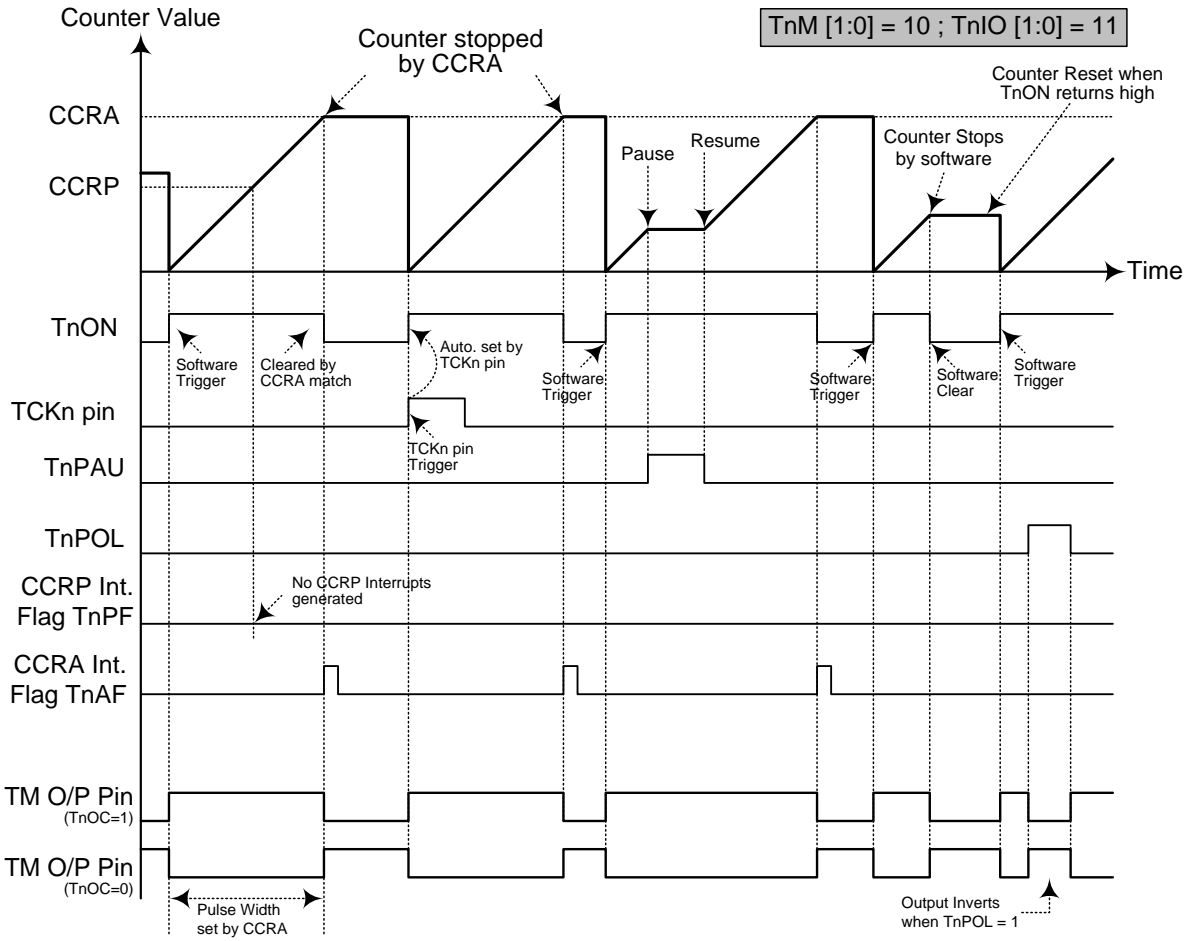 Counter Value
TnM [1:0] = 10 ; TnIO [1:0] = 11
Counter stopped
by CCRA
Counter Reset when
TnON returns high
CCRA
Pause
Resume
Counter Stops
by software
CCRP
Time
TnON
Software
Trigger
Cleared by
CCRA match
Auto. set by
TCKn pin
Software
Trigger
Software
Trigger
Software
Clear
Software
Trigger
TCKn pin
TCKn pin
Trigger
TnPAU
TnPOL
CCRP Int.
Flag TnPF
No CCRP Interrupts
generated
CCRA Int.
Flag TnAF
TM O/P Pin
(TnOC=1)
TM O/P Pin
(TnOC=0)
Pulse Width
set by CCRA
Output Inverts
when TnPOL = 1